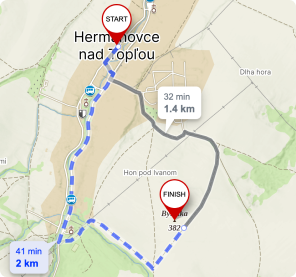 START
Hermanovce
nad Topľou
Dlha hora
32 min
1.4 km
Hon pod Ivanom
FINISH
382
41 min
2 km